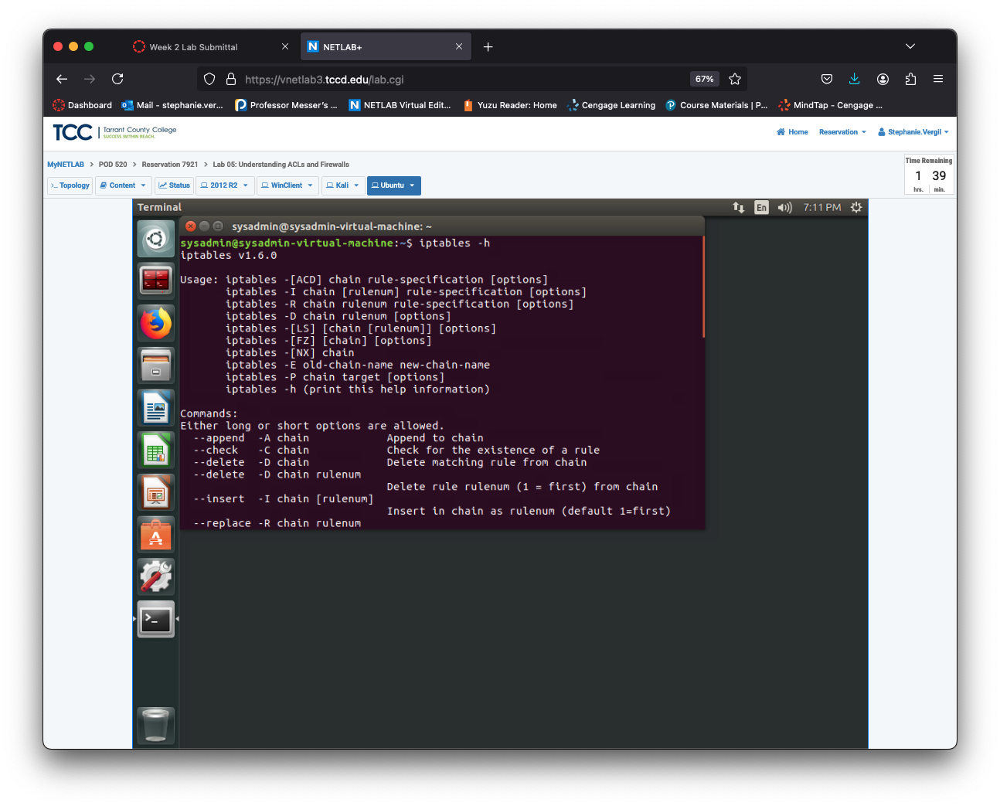 Week 2 Lab Submittal
NETLAB+
https://vnetlab3.tccd.edu/lab.cgi
67%
Dashboard
Mail - stephanie.ver...
Professor Messer's ...
NETLAB Virtual Edit...
Yuzu Reader: Home
Cengage Learning
Course Materials | P...
MindTap - Cengage ...
TCC
Tarrant County College
SUCCESS WITHIN REACH.
Home
Reservation
Stephanie.Vergil
MyNETLAB > POD 520 > Reservation 7921 > Lab 05: Understanding ACLs and Firewalls
Time Remaining
1 39
hrs. min.
Topology
Content
Status
2012 R2
WinClient
Kali
Ubuntu
Terminal
En
7:11 PM
sysadmin@sysadmin-virtual-machine: ~
sysadmin@sysadmin-virtual-machine:~$ iptables -h
iptables v1.6.0
Usage: iptables -[ACD] chain rule-specification [options]
iptables -I chain [rulenum] rule-specification [options]
iptables -R chain rulenum rule-specification [options]
iptables -D chain rulenum [options]
iptables -[LS] [chain [rulenum]] [options]
iptables -[FZ] [chain] [options]
iptables -[NX] chain
iptables -E old-chain-name new-chain-name
iptables -P chain target [options]
iptables -h (print this help information)
Commands:
Either long or short options are allowed.
--append -A chain Append to chain
--check -C chain Check for the existence of a rule
--delete -D chain Delete matching rule from chain
--delete -D chain rulenum
Delete rule rulenum (1 = first) from chain
--insert -I chain [rulenum]
Insert in chain as rulenum (default 1=first)
--replace -R chain rulenum